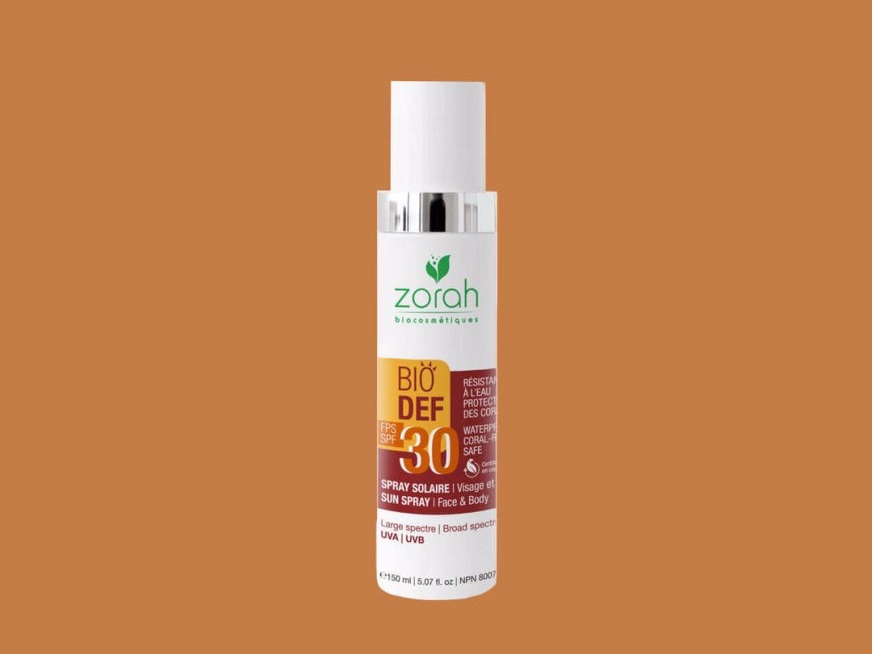 zorah
biocosmétiques
BIO
DEF
FPS
SPF
30
RÉSISTAN
À L'EAU
PROTECT
DES COR
WATERPR
CORAL-R
SAFE
SPRAY SOLAIRE | Visage et
SUN SPRAY | Face & Body
Large spectre | Broad spectr
UVA | UVB
150 ml | 5.07 fl. oz | NPN 8007